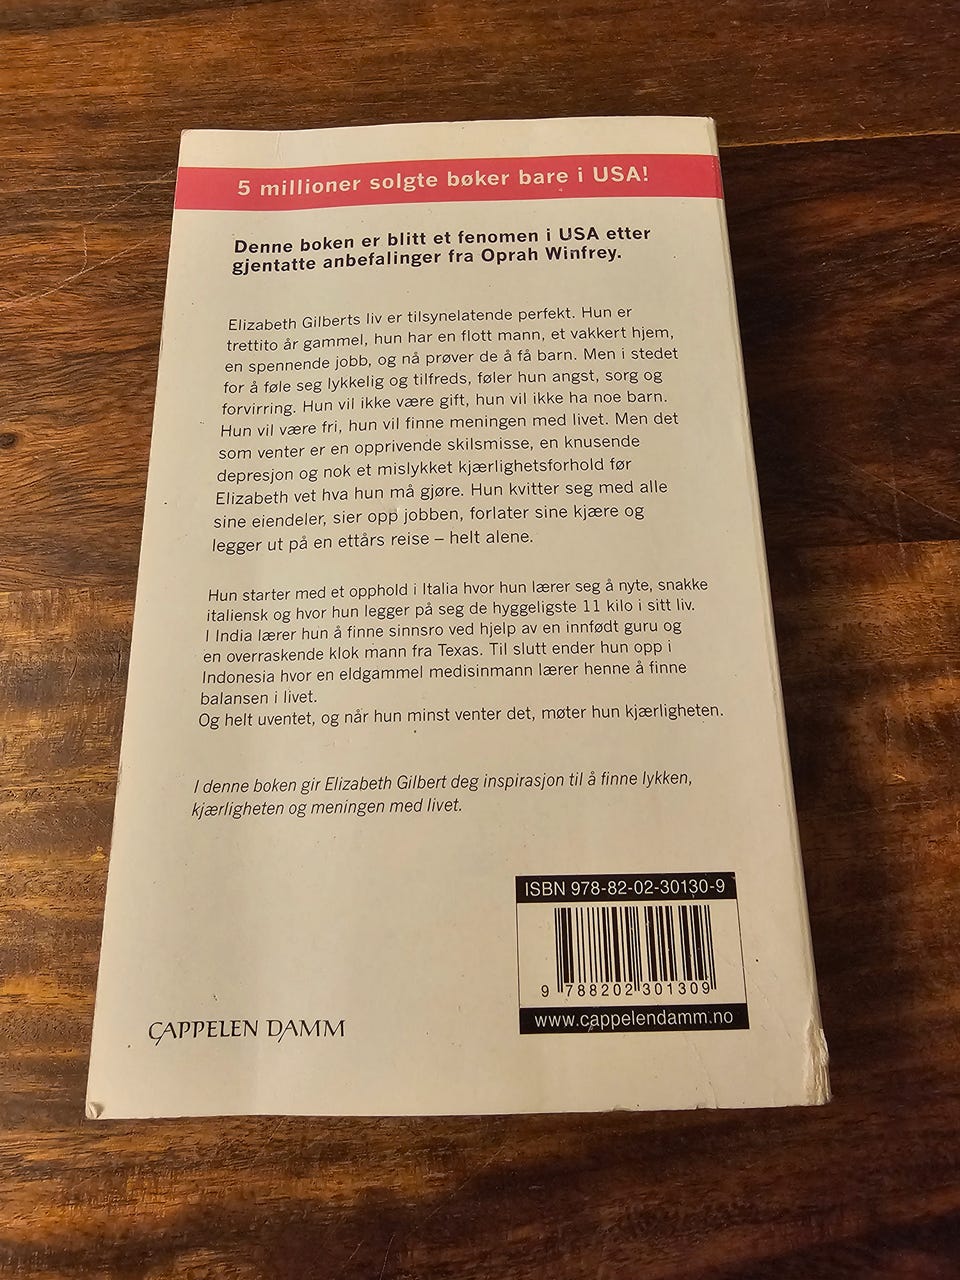 5 millioner solgte bøker bare i USA!
Denne boken er blitt et fenomen i USA etter
gjentatte anbefalinger fra Oprah Winfrey.
Elizabeth Gilberts liv er tilsynelatende perfekt. Hun er
trettito år gammel, hun har en flott mann, et vakkert hjem,
en spennende jobb, og nå prøver de å få barn. Men i stedet
for å føle seg lykkelig og tilfreds, føler hun angst, sorg og
forvirring. Hun vil ikke være gift, hun vil ikke ha noe barn.
Hun vil være fri, hun vil finne meningen med livet. Men det
som venter er en opprivende skilsmisse, en knusende
depresjon og nok et mislykket kjærlighetsforhold før
Elizabeth vet hva hun må gjøre. Hun kvitter seg med alle
sine eiendeler, sier opp jobben, forlater sine kjære og
legger ut på en ettårs reise – helt alene.
Hun starter med et opphold i Italia hvor hun lærer seg å nyte, snakke
italiensk og hvor hun legger på seg de hyggeligste 11 kilo i sitt liv.
I India lærer hun å finne sinnsro ved hjelp av en innfødt guru og
en overraskende klok mann fra Texas. Til slutt ender hun opp i
Indonesia hvor en eldgammel medisinmann lærer henne å finne
balansen i livet.
Og helt uventet, og når hun minst venter det, møter hun kjærligheten.
I denne boken gir Elizabeth Gilbert deg inspirasjon til å finne lykken,
kjærligheten og meningen med livet.
ISBN 978-82-02-30130-9
9 788202 301309
www.cappelendamm.no
CAPPELEN DAMM